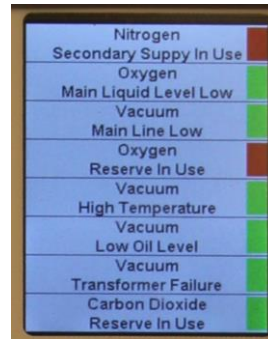 Nitrogen
Secondary Suppy In Use
Oxygen
Main Liquid Level Low
Vacuum
Main Line Low
Oxygen
Reserve In Use
Vacuum
High Temperature
Vacuum
Low Oil Level
Vacuum
Transformer Failure
Carbon Dioxide
Reserve In Use